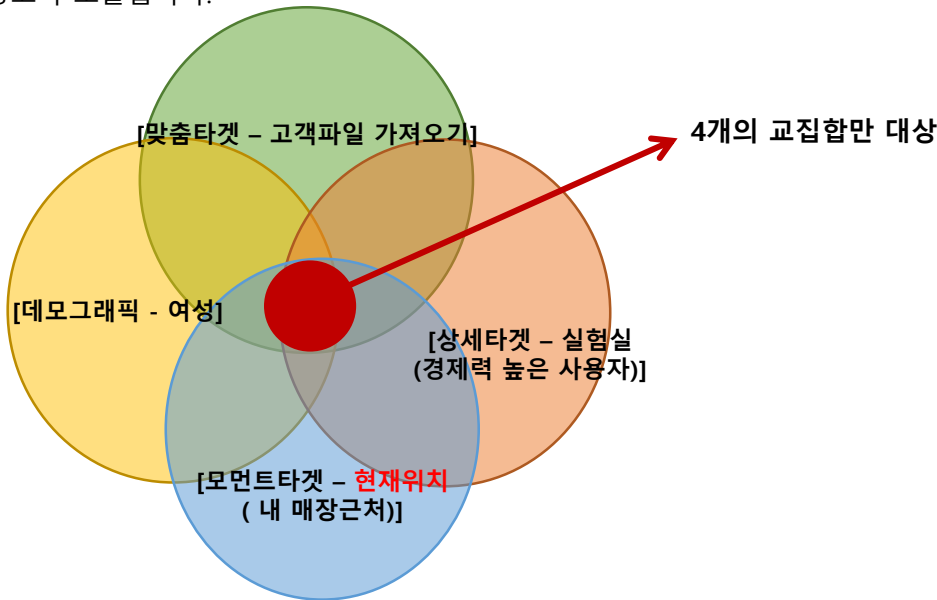 [맞춤타겟 – 고객파일 가져오기]
4개의 교집합만 대상
[데모그래픽 - 여성]
[상세타겟 – 실험실
(경제력 높은 사용자)]
[모먼트타겟 – 현재위치
( 내 매장근처)]